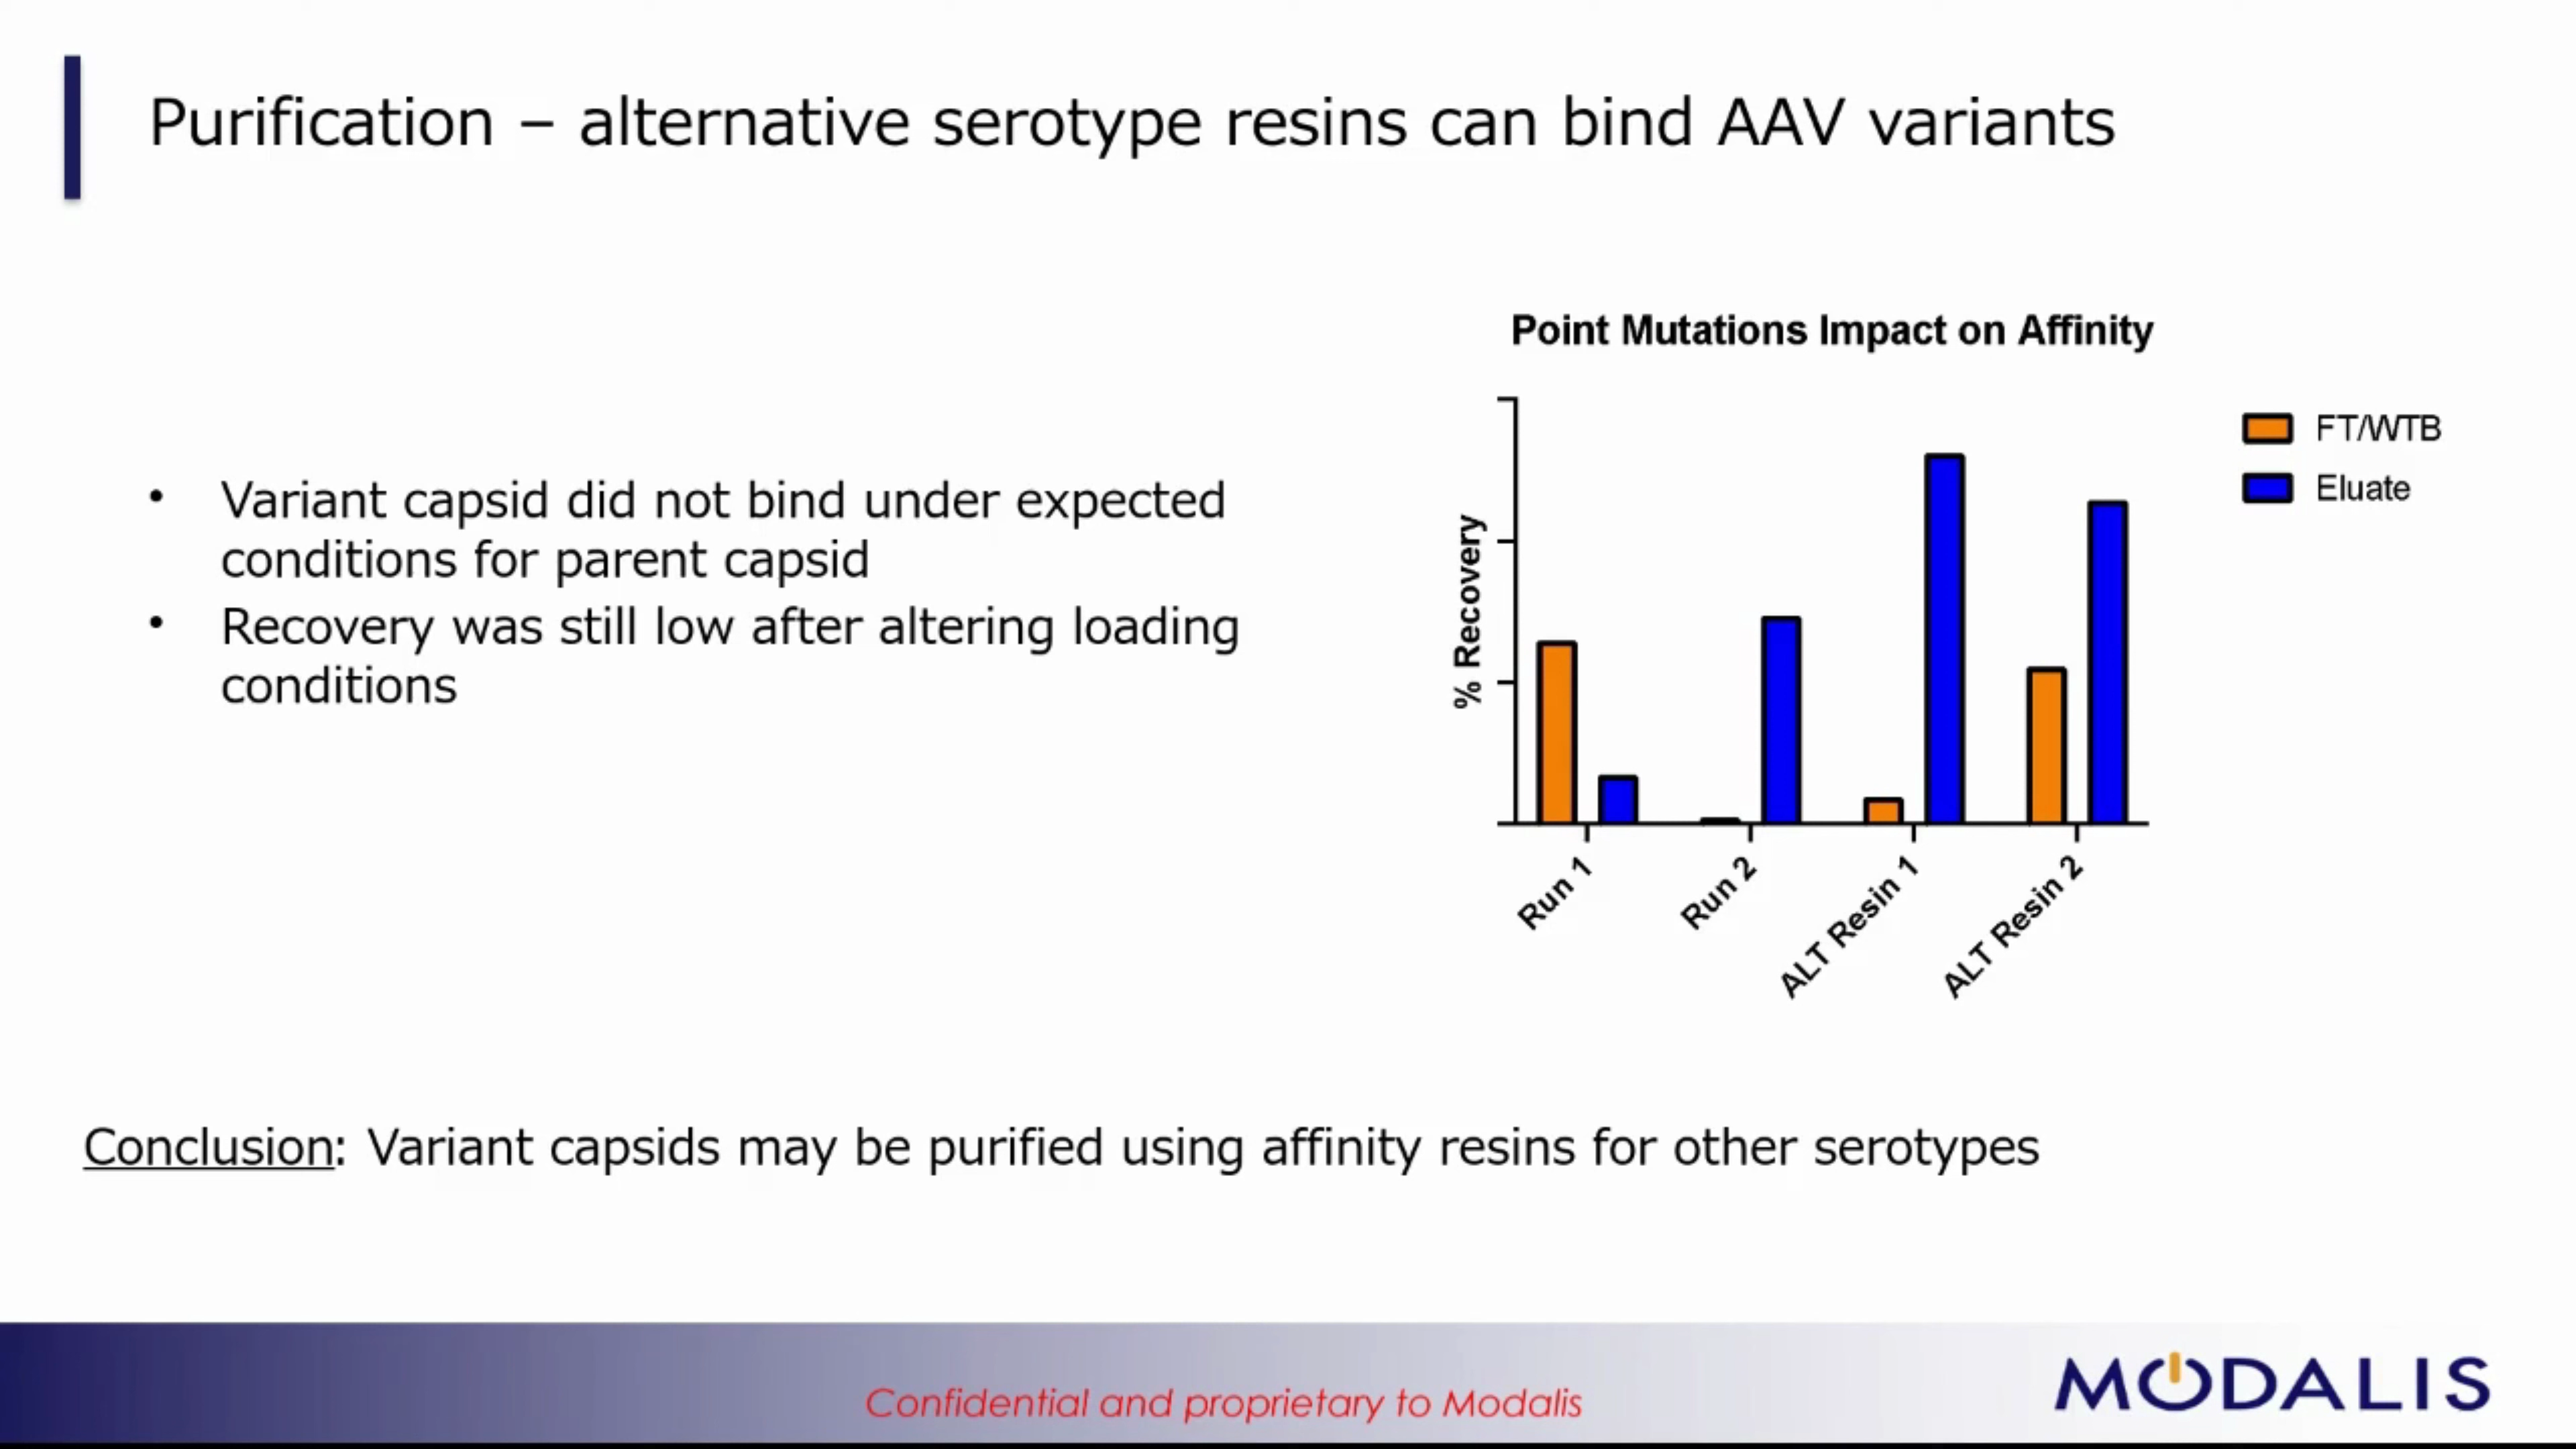 Purification – alternative serotype resins can bind AAV variants
• Variant capsid did not bind under expected
conditions for parent capsid
• Recovery was still low after altering loading
conditions
Point Mutations Impact on Affinity
% Recovery
FT/WTB
Eluate
Run 1
Run 2
ALT Resin 1
ALT Resin 2
Conclusion: Variant capsids may be purified using affinity resins for other serotypes
Confidential and proprietary to Modalis
MODALIS